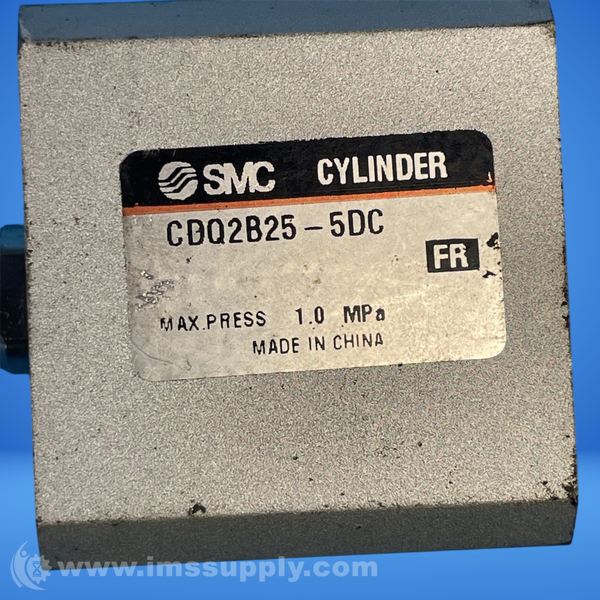 SMC CYLINDER
CDQ2B25-5DC
FR
MAX.PRESS 1.0 MPa
MADE IN CHINA
www.imssupply.com